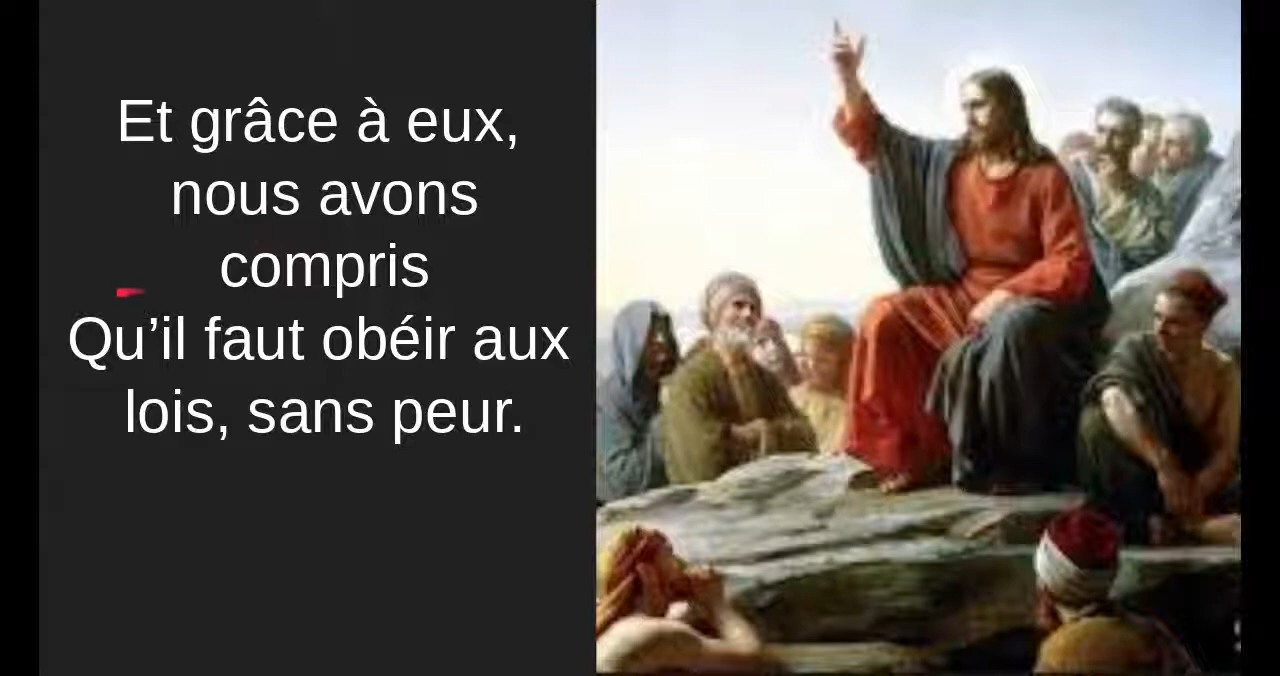 Et grâce à eux,
nous avons
compris
Qu’il faut obéir aux
lois, sans peur.